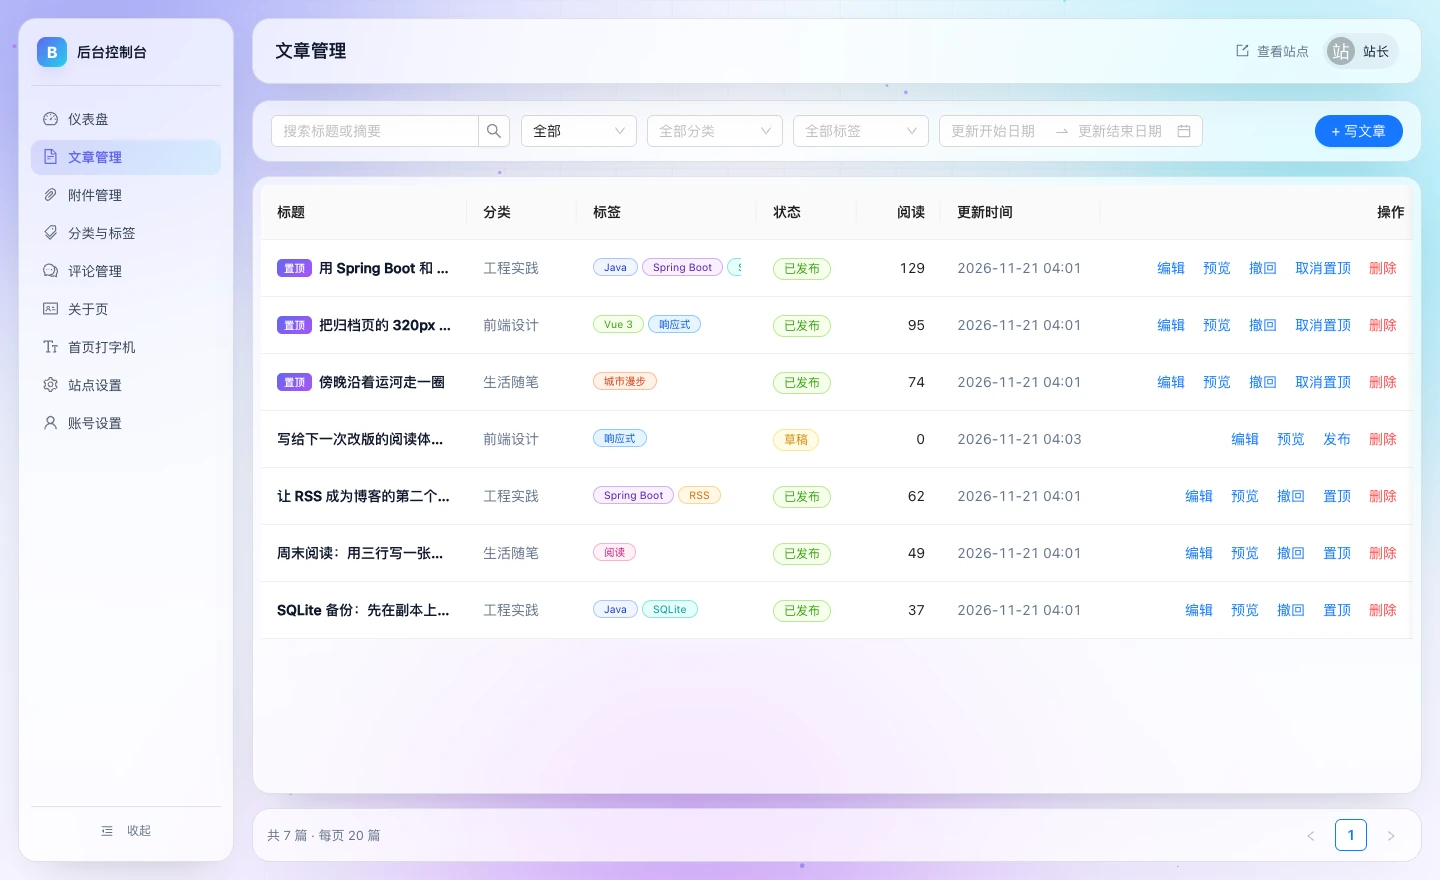 B 后台控制台
仪表盘
文章管理
附件管理
分类与标签
评论管理
关于页
首页打字机
站点设置
账号设置
收起
文章管理
查看站点 站 站长
搜索标题或摘要 全部 全部分类 全部标签 更新开始日期 更新结束日期 + 写文章
标题 分类 标签 状态 阅读 更新时间 操作
置顶 用 Spring Boot 和 ... 工程实践 Java Spring Boot 已发布 129 2026-11-21 04:01 编辑 预览 撤回 取消置顶 删除
置顶 把归档页的 320px ... 前端设计 Vue 3 响应式 已发布 95 2026-11-21 04:01 编辑 预览 撤回 取消置顶 删除
置顶 傍晚沿着运河走一圈 生活随笔 城市漫步 已发布 74 2026-11-21 04:01 编辑 预览 撤回 取消置顶 删除
写给下一次改版的阅读体... 前端设计 响应式 草稿 0 2026-11-21 04:03 编辑 预览 发布 删除
让 RSS 成为博客的第二个... 工程实践 Spring Boot RSS 已发布 62 2026-11-21 04:01 编辑 预览 撤回 置顶 删除
周末阅读：用三行写一张... 生活随笔 阅读 已发布 49 2026-11-21 04:01 编辑 预览 撤回 置顶 删除
SQLite 备份：先在副本上... 工程实践 Java SQLite 已发布 37 2026-11-21 04:01 编辑 预览 撤回 置顶 删除
共 7 篇 · 每页 20 篇 1